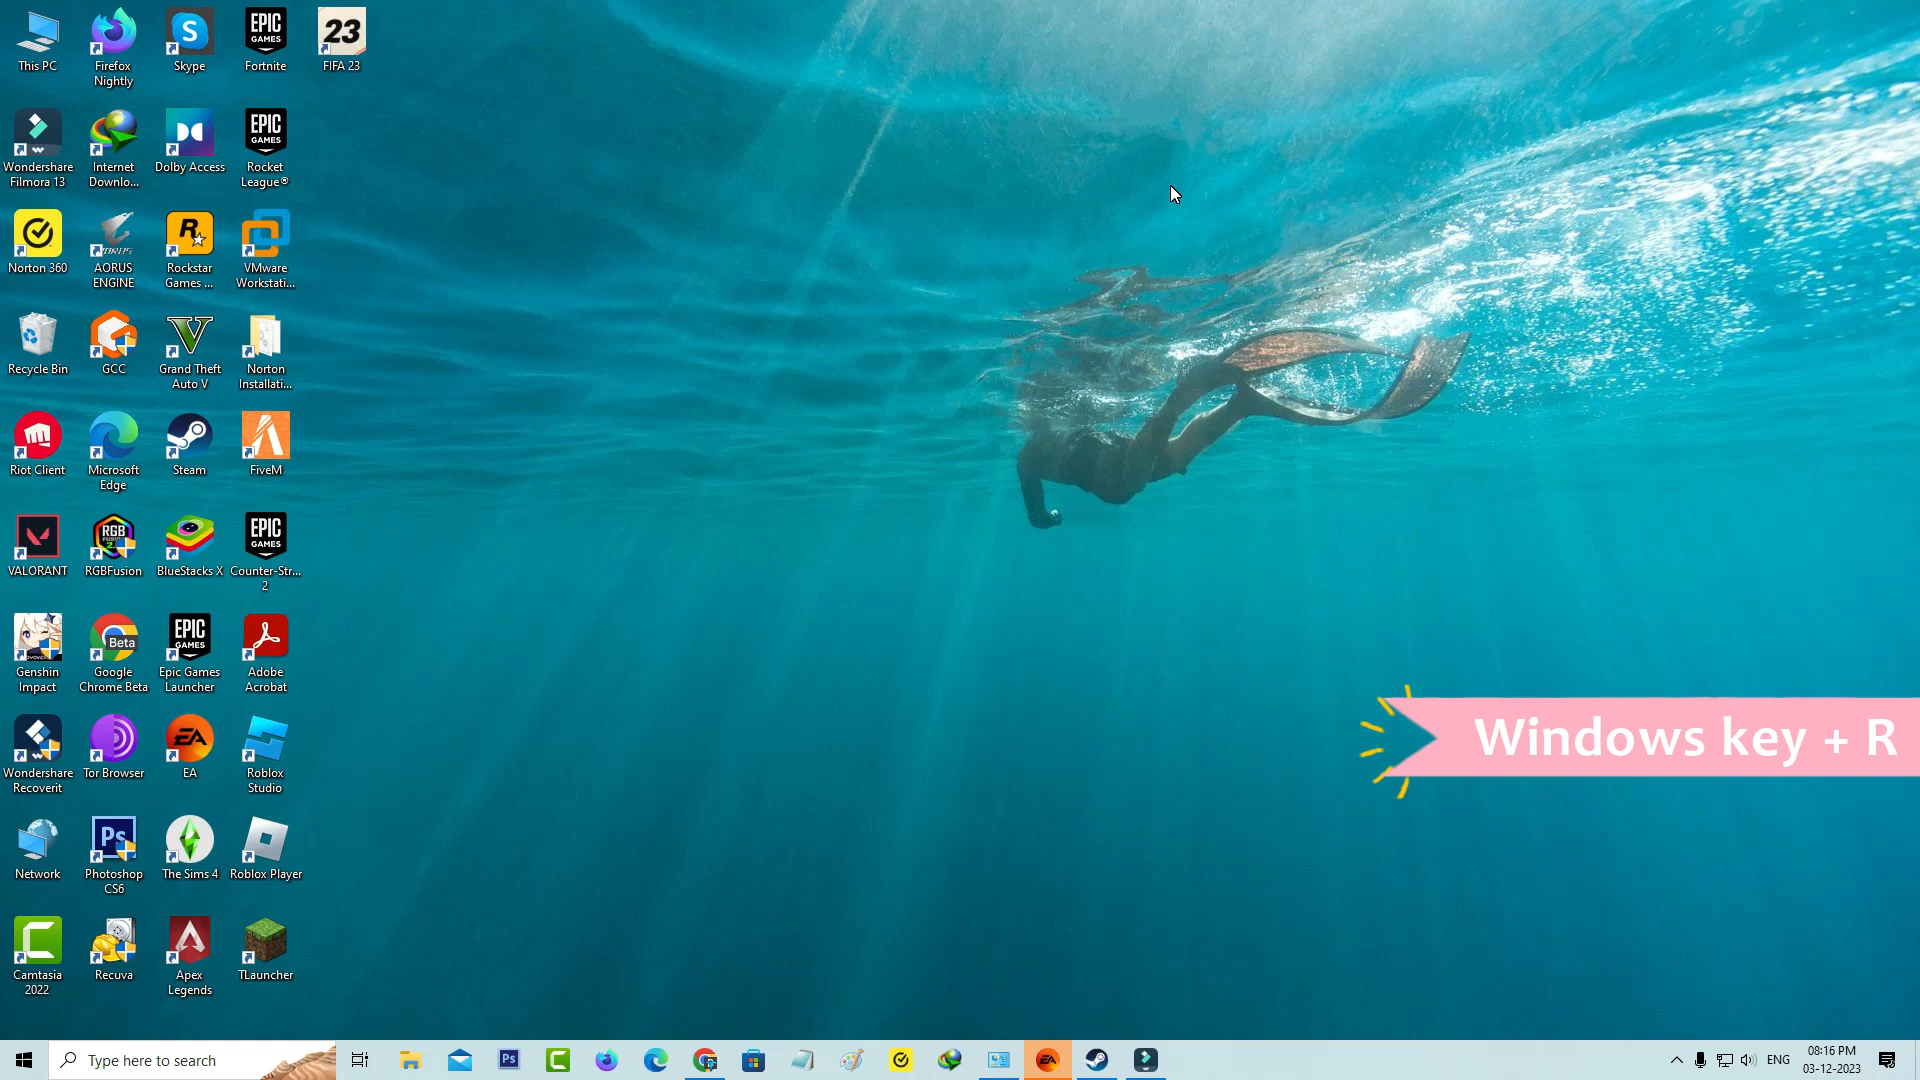 This PC
Firefox
Nightly
Skype
EPIC
GAMES
Fortnite
23
FIFA 23
Wondershare
Filmora 13
Internet
Downlo...
Dolby Access
EPIC
GAMES
Rocket
League®
Norton 360
AORUS
ENGINE
R
Rockstar
Games ...
VMware
Workstati...
Recycle Bin
GCC
V
Grand Theft
Auto V
Norton
Installati...
Riot Client
Microsoft
Edge
Steam
FiveM
VALORANT
RGB
RGBFusion
BlueStacks X
EPIC
GAMES
Counter-Str...
2
Genshin
Impact
Beta
Google
Chrome Beta
EPIC
GAMES
Epic Games
Launcher
Adobe
Acrobat
Wondershare
Recoverit
Tor Browser
EA
EA
Roblox
Studio
Windows key + R
Network
Ps
Photoshop
CS6
The Sims 4
Roblox Player
Camtasia
2022
Recuva
Apex
Legends
TLauncher
Type here to search
Ps
EA
ENG
08:16 PM
03-12-2023